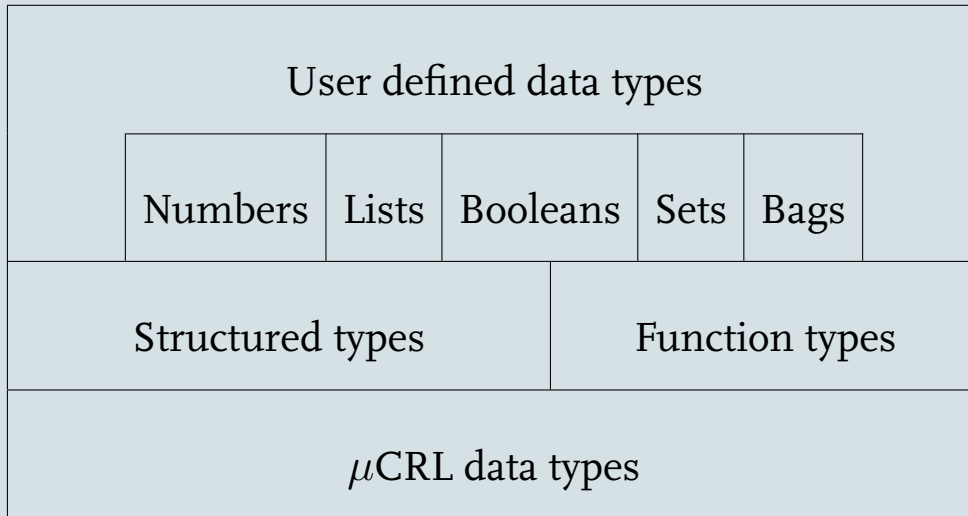 User defined data types
Numbers Lists Booleans Sets Bags
Structured types Function types
μCRL data types